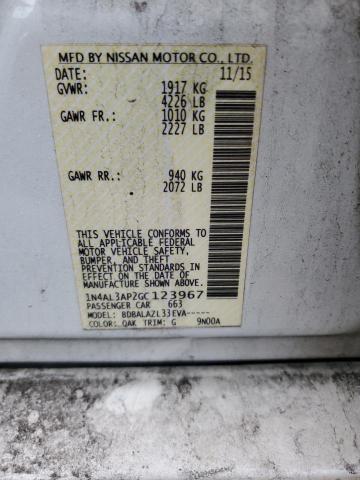 MFD BY NISSAN MOTOR CO., LTD.
DATE: 11/15
GVWR: 1917 KG
4226 LB
GAWR FR.: 1010 KG
2227 LB
GAWR RR.: 940 KG
2072 LB
THIS VEHICLE CONFORMS TO
ALL APPLICABLE FEDERAL
MOTOR VEHICLE SAFETY,
BUMPER, AND THEFT
PREVENTION STANDARDS IN
EFFECT ON THE DATE OF
MANUFACTURE SHOWN ABOVE.
1N4AL3AP2GC123967
PASSENGER CAR 663
MODEL: BDBALAZL33EVA-----
COLOR: QAK TRIM: G 9N00A